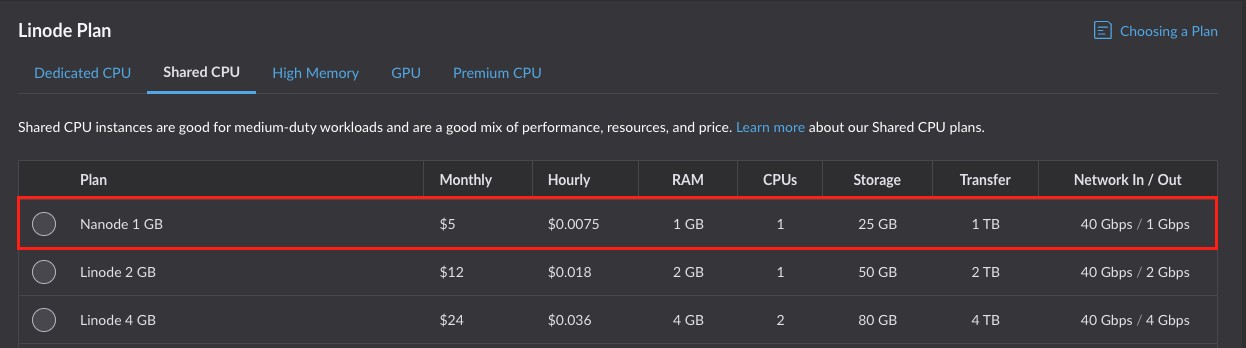 Linode Plan
Choosing a Plan
Dedicated CPU Shared CPU High Memory GPU Premium CPU
Shared CPU instances are good for medium-duty workloads and are a good mix of performance, resources, and price. Learn more about our Shared CPU plans.
Plan Monthly Hourly RAM CPUs Storage Transfer Network In / Out
Nanode 1 GB $5 $0.0075 1 GB 1 25 GB 1 TB 40 Gbps / 1 Gbps
Linode 2 GB $12 $0.018 2 GB 1 50 GB 2 TB 40 Gbps / 2 Gbps
Linode 4 GB $24 $0.036 4 GB 2 80 GB 4 TB 40 Gbps / 4 Gbps